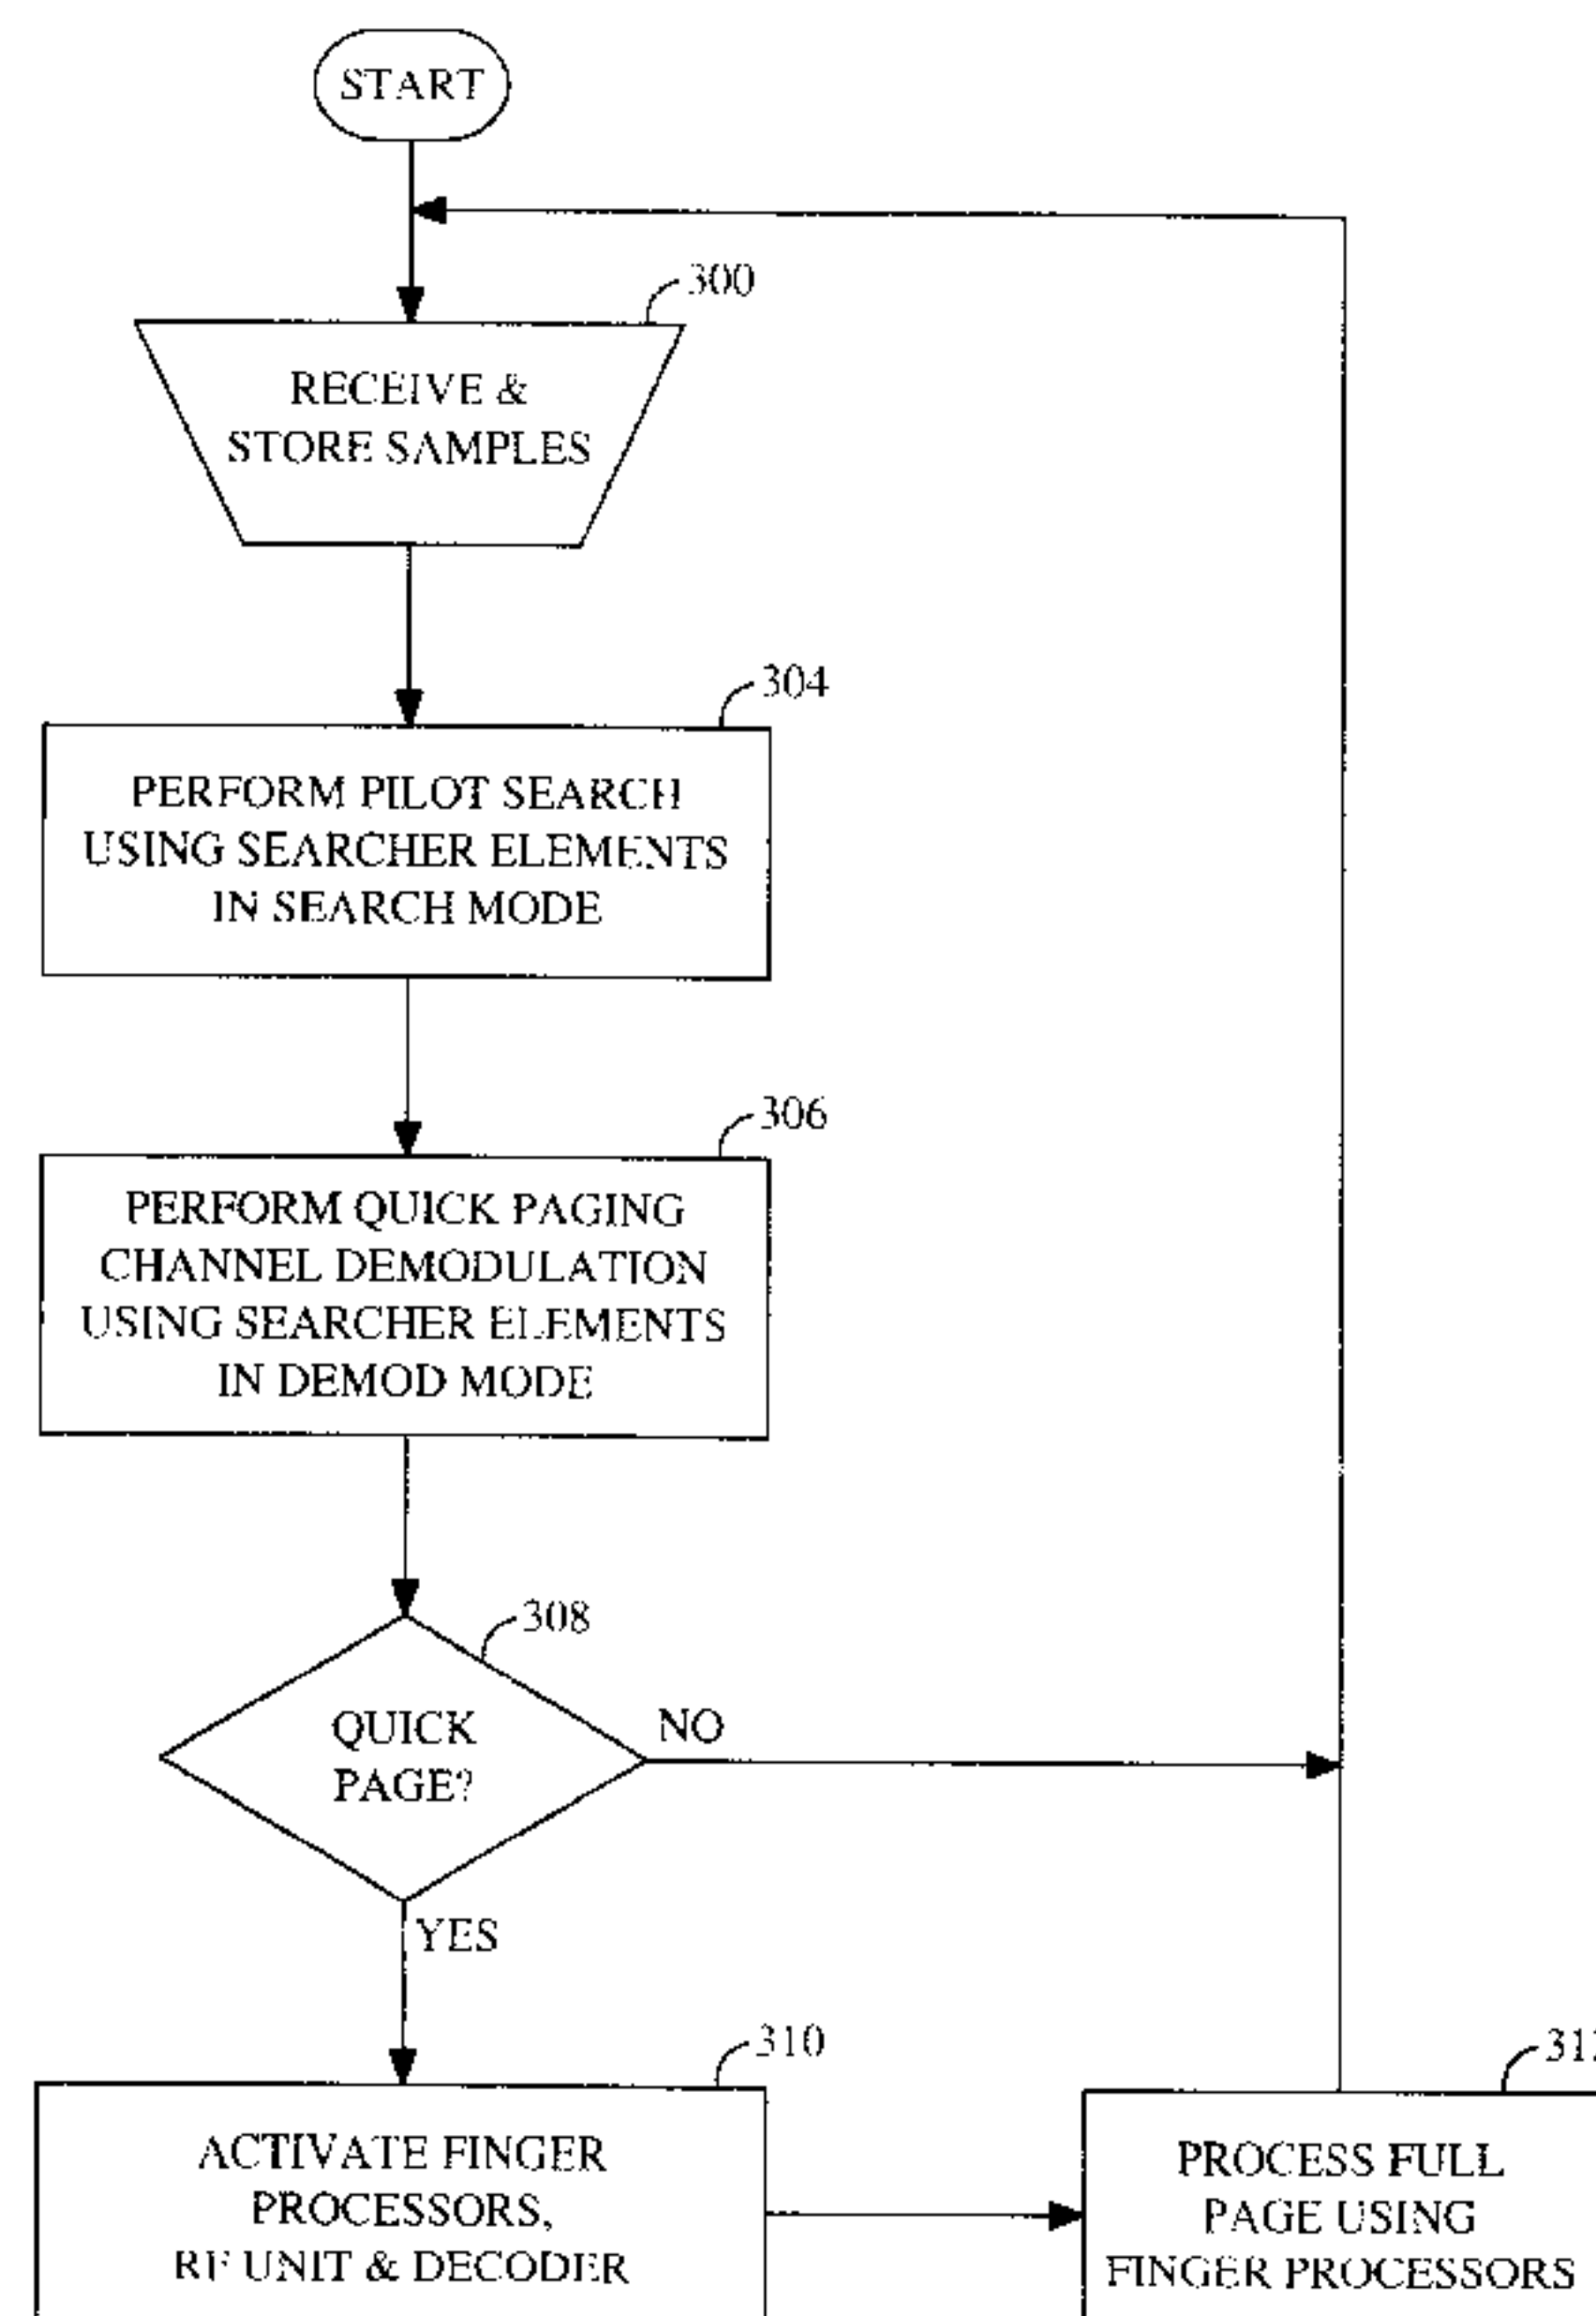 START
300
RECEIVE &
STORE SAMPLES
304
PERFORM PILOT SEARCH
USING SEARCHER ELEMENTS
IN SEARCH MODE
306
PERFORM QUICK PAGING
CHANNEL DEMODULATION
USING SEARCHER ELEMENTS
IN DEMOD MODE
308
QUICK
PAGE?
NO
YES
310
ACTIVATE FINGER
PROCESSORS,
RF UNIT & DECODER
PROCESS FULL
PAGE USING
FINGER PROCESSORS